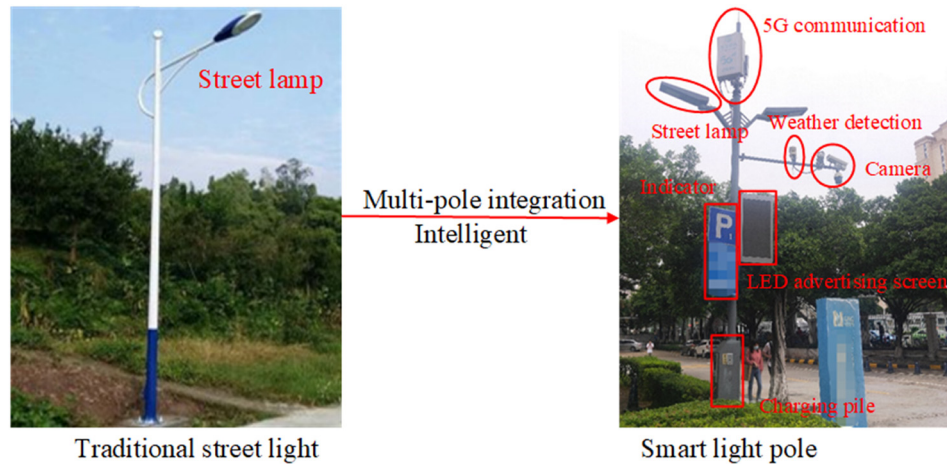 Street lamp
Traditional street light
Multi-pole integration
Intelligent
5G communication
Street lamp
Weather detection
Camera
Indicator
P
LED advertising screen
Charging pile
Smart light pole